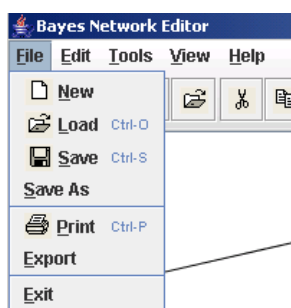 Bayes Network Editor
File Edit Tools View Help
New
Load Ctrl-O
Save Ctrl-S
Save As
Print Ctrl-P
Export
Exit